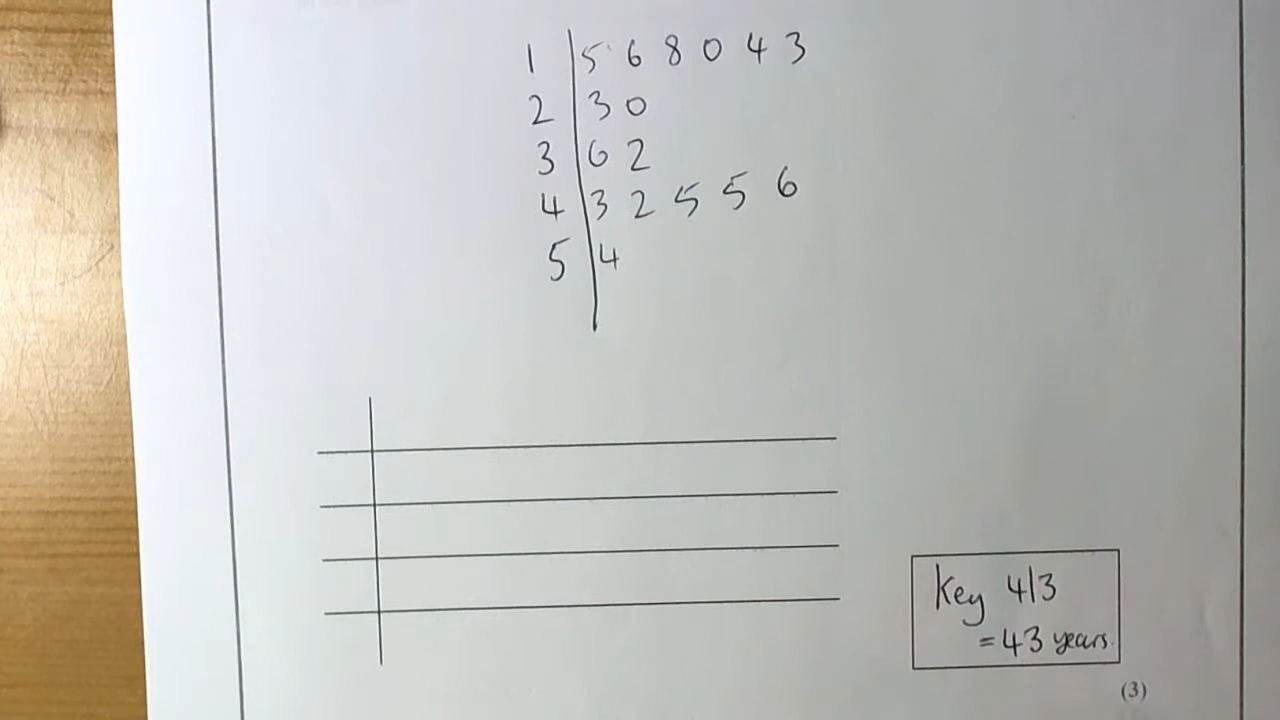 1 | 5 6 8 0 4 3
2 | 3 0
3 | 6 2
4 | 3 2 5 5 6
5 | 4
Key 4|3
= 43 years.
(3)